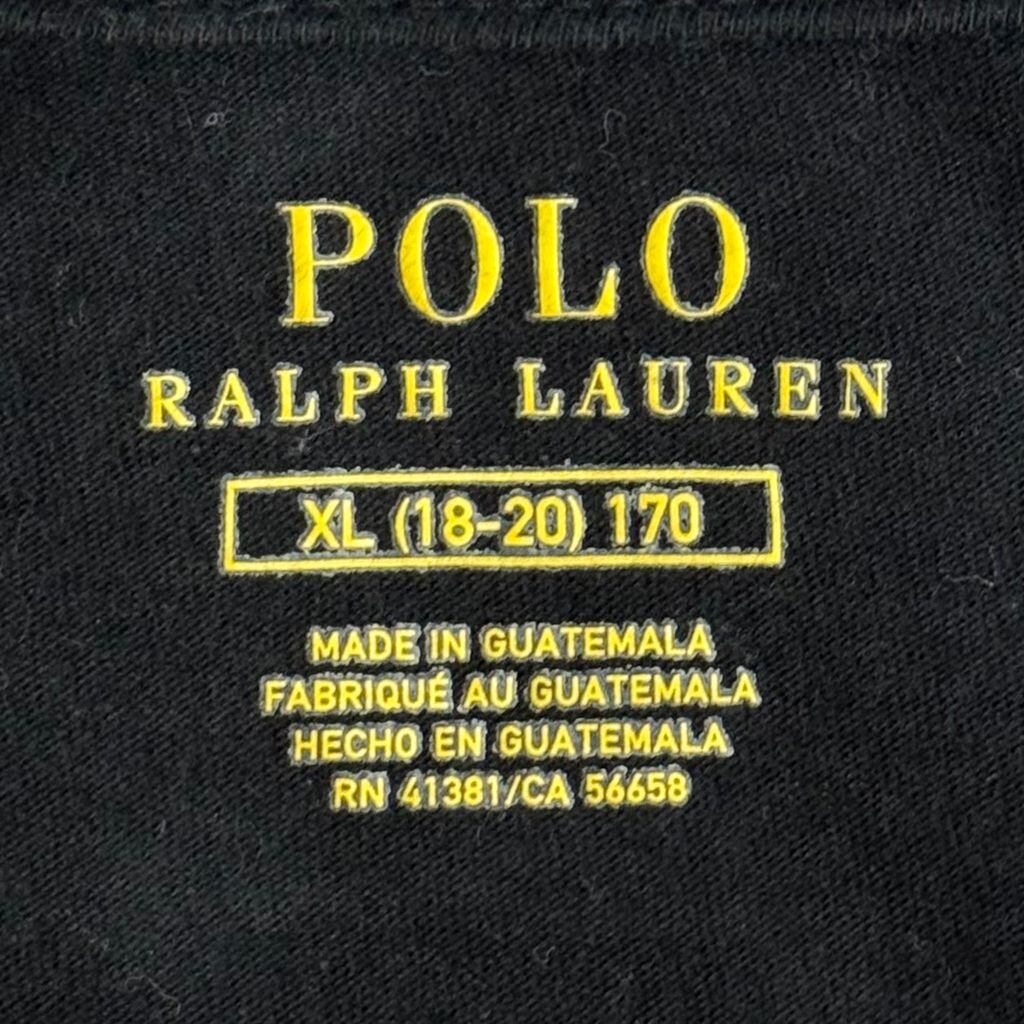 POLO
RALPH LAUREN
XL (18-20) 170
MADE IN GUATEMALA
FABRIQUÉ AU GUATEMALA
HECHO EN GUATEMALA
RN 41381/CA 56658